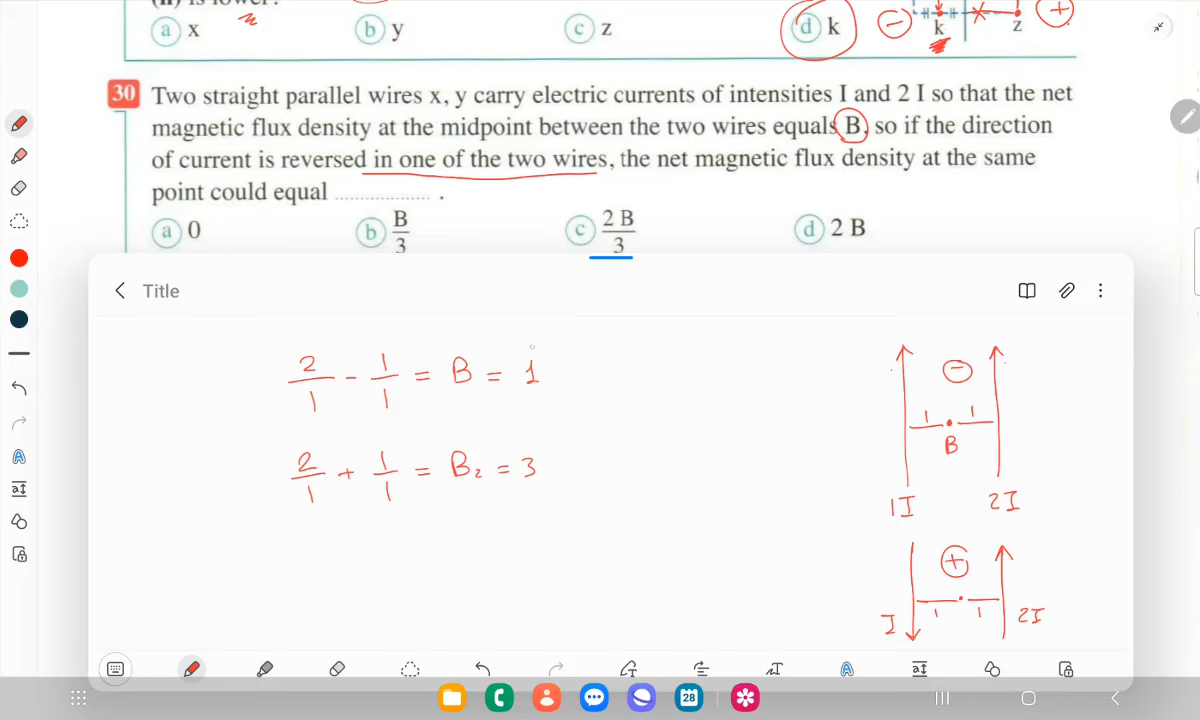 (ii) is lower.
a x b y c z d k
− k z +
30 Two straight parallel wires x, y carry electric currents of intensities I and 2 I so that the net
magnetic flux density at the midpoint between the two wires equals B, so if the direction
of current is reversed in one of the two wires, the net magnetic flux density at the same
point could equal ................... .
a 0 b B/3 c 2 B/3 d 2 B
Title
2/1 - 1/1 = B = 1
2/1 + 1/1 = B₂ = 3
−
1 1
B
1I 2I
+
1 1
I 2I
28